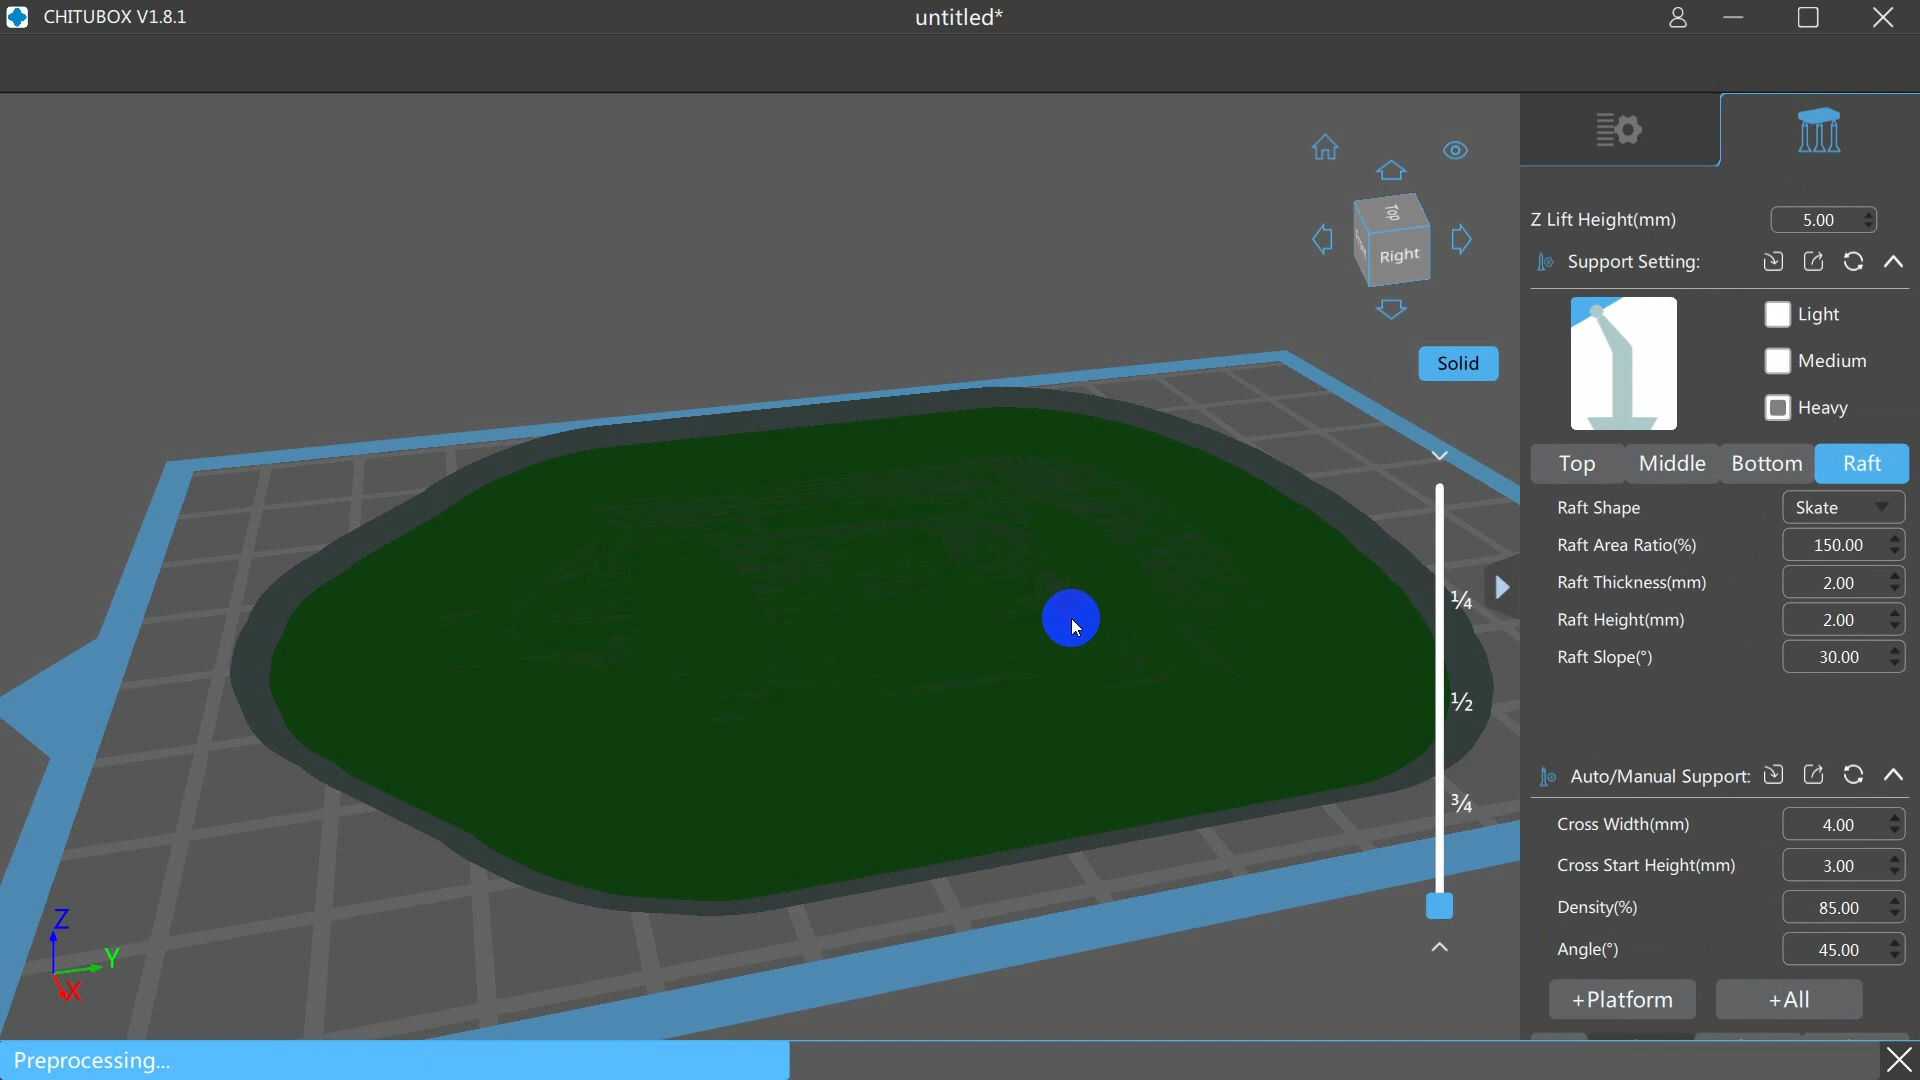 CHITUBOX V1.8.1
untitled*
Top
Right
Solid
¼
½
¾
Z
Y
X
Z Lift Height(mm) 5.00
Support Setting:
Light
Medium
Heavy
Top Middle Bottom Raft
Raft Shape Skate
Raft Area Ratio(%) 150.00
Raft Thickness(mm) 2.00
Raft Height(mm) 2.00
Raft Slope(°) 30.00
Auto/Manual Support:
Cross Width(mm) 4.00
Cross Start Height(mm) 3.00
Density(%) 85.00
Angle(°) 45.00
+Platform +All
Preprocessing...